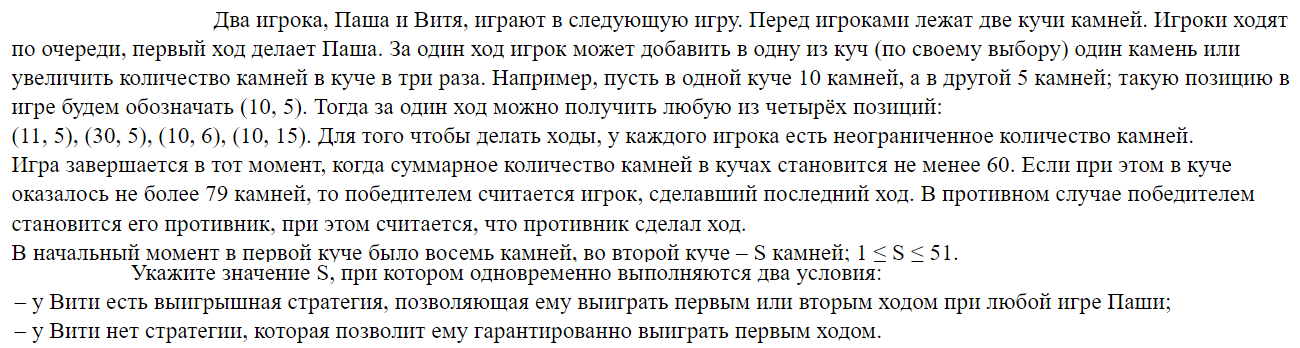 Два игрока, Паша и Витя, играют в следующую игру. Перед игроками лежат две кучи камней. Игроки ходят
по очереди, первый ход делает Паша. За один ход игрок может добавить в одну из куч (по своему выбору) один камень или
увеличить количество камней в куче в три раза. Например, пусть в одной куче 10 камней, а в другой 5 камней; такую позицию в
игре будем обозначать (10, 5). Тогда за один ход можно получить любую из четырёх позиций:
(11, 5), (30, 5), (10, 6), (10, 15). Для того чтобы делать ходы, у каждого игрока есть неограниченное количество камней.
Игра завершается в тот момент, когда суммарное количество камней в кучах становится не менее 60. Если при этом в куче
оказалось не более 79 камней, то победителем считается игрок, сделавший последний ход. В противном случае победителем
становится его противник, при этом считается, что противник сделал ход.
В начальный момент в первой куче было восемь камней, во второй куче – S камней; 1 ≤ S ≤ 51.
Укажите значение S, при котором одновременно выполняются два условия:
– у Вити есть выигрышная стратегия, позволяющая ему выиграть первым или вторым ходом при любой игре Паши;
– у Вити нет стратегии, которая позволит ему гарантированно выиграть первым ходом.